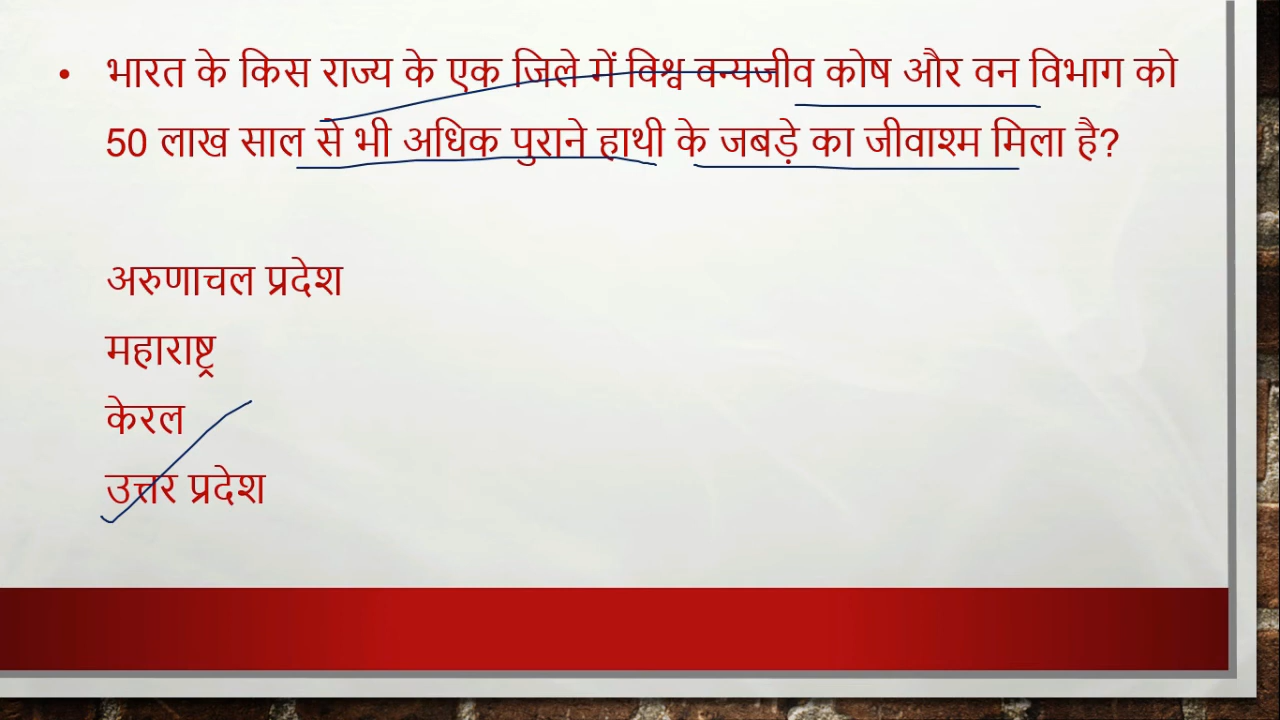 भारत के किस राज्य के एक जिले में विश्व वन्यजीव कोष और वन विभाग को
50 लाख साल से भी अधिक पुराने हाथी के जबड़े का जीवाश्म मिला है?
अरुणाचल प्रदेश
महाराष्ट्र
केरल
उत्तर प्रदेश